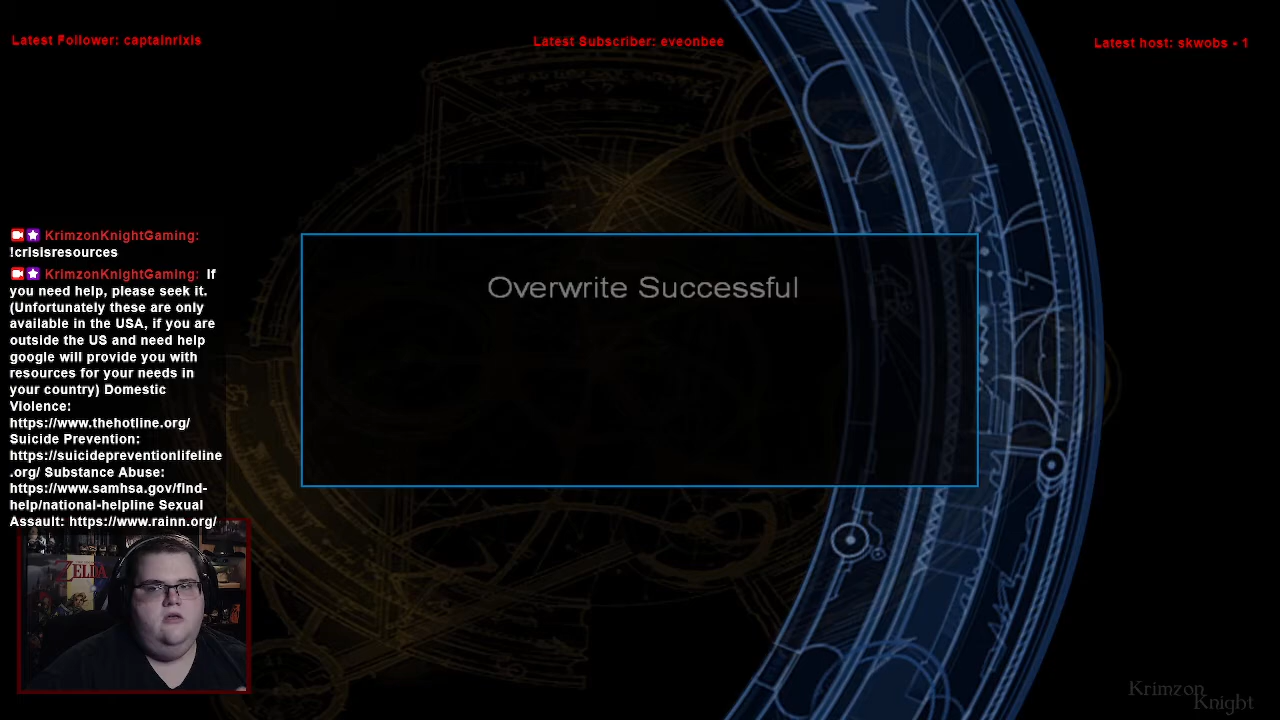 Latest Follower: captainrixis
Latest Subscriber: eveonbee
Latest host: skwobs - 1
KrimzonKnightGaming:
!crisisresources
KrimzonKnightGaming: If
you need help, please seek it.
(Unfortunately these are only
available in the USA, if you are
outside the US and need help
google will provide you with
resources for your needs in
your country) Domestic
Violence:
https://www.thehotline.org/
Suicide Prevention:
https://suicidepreventionlifeline
.org/ Substance Abuse:
https://www.samhsa.gov/find-
help/national-helpline Sexual
Assault: https://www.rainn.org/
Overwrite Successful
ZELDA
Krimzon
Knight